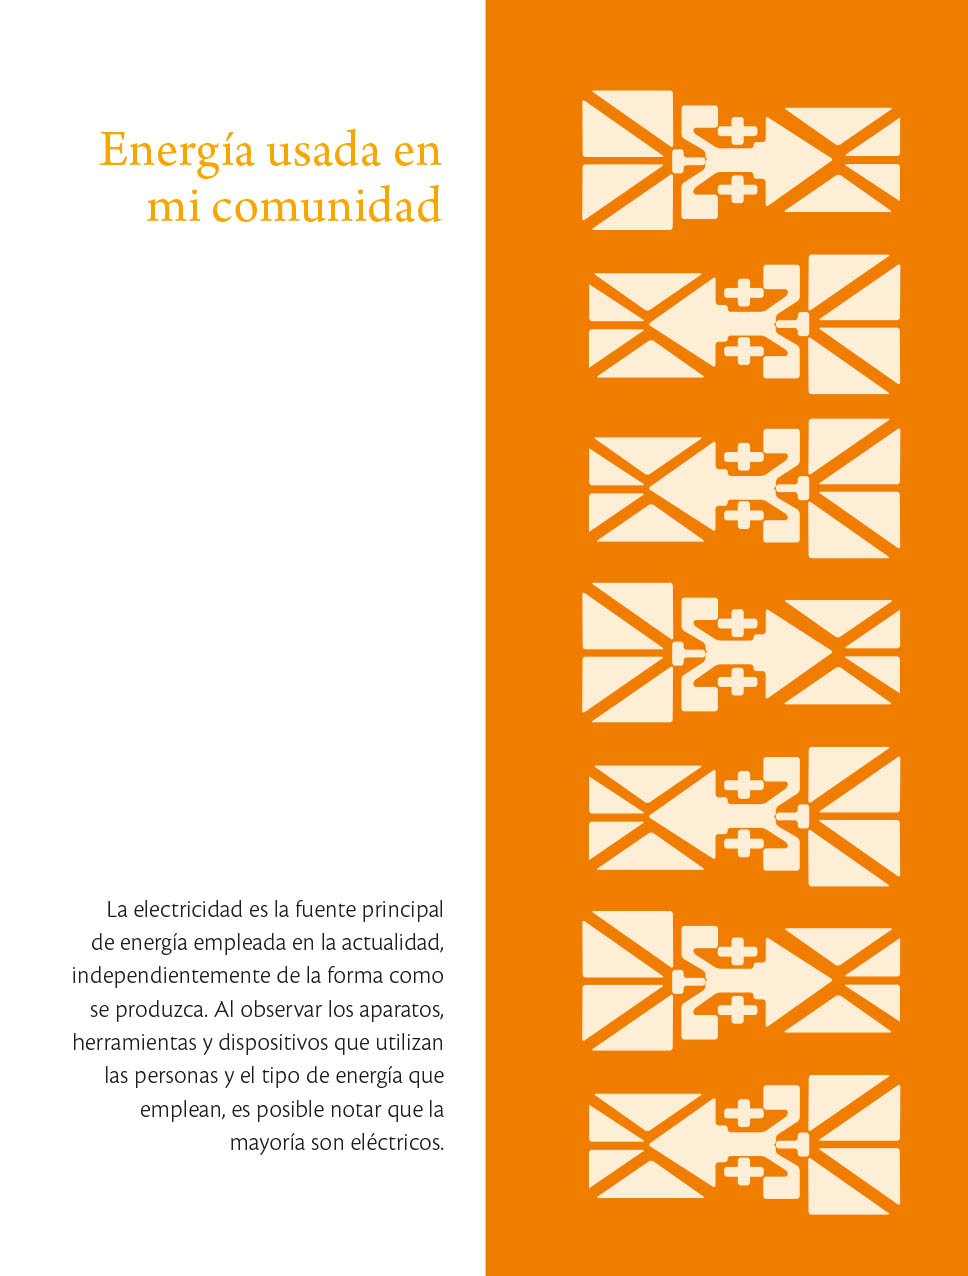 Energía usada en
mi comunidad
La electricidad es la fuente principal
de energía empleada en la actualidad,
independientemente de la forma como
se produzca. Al observar los aparatos,
herramientas y dispositivos que utilizan
las personas y el tipo de energía que
emplean, es posible notar que la
mayoría son eléctricos.